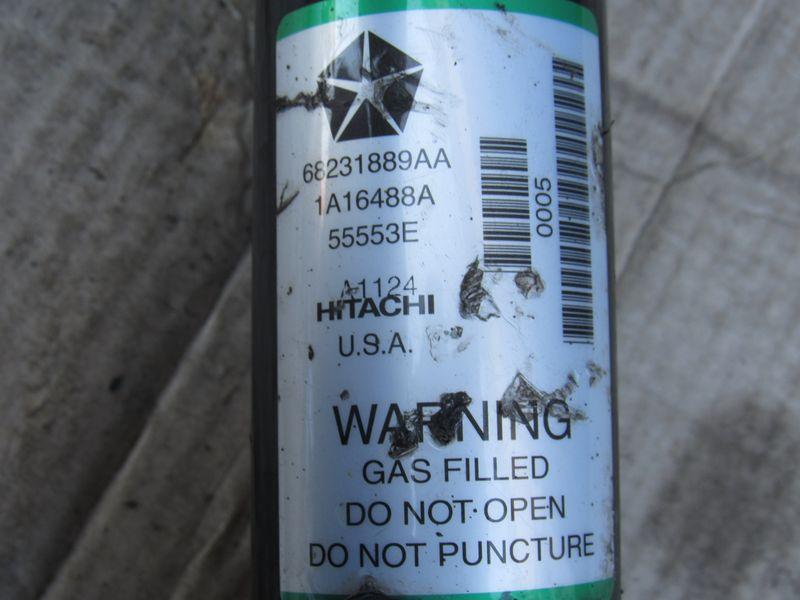 68231889AA
1A16488A
55553E
A1124
HITACHI
U.S.A.
0005
WARNING
GAS FILLED
DO NOT OPEN
DO NOT PUNCTURE